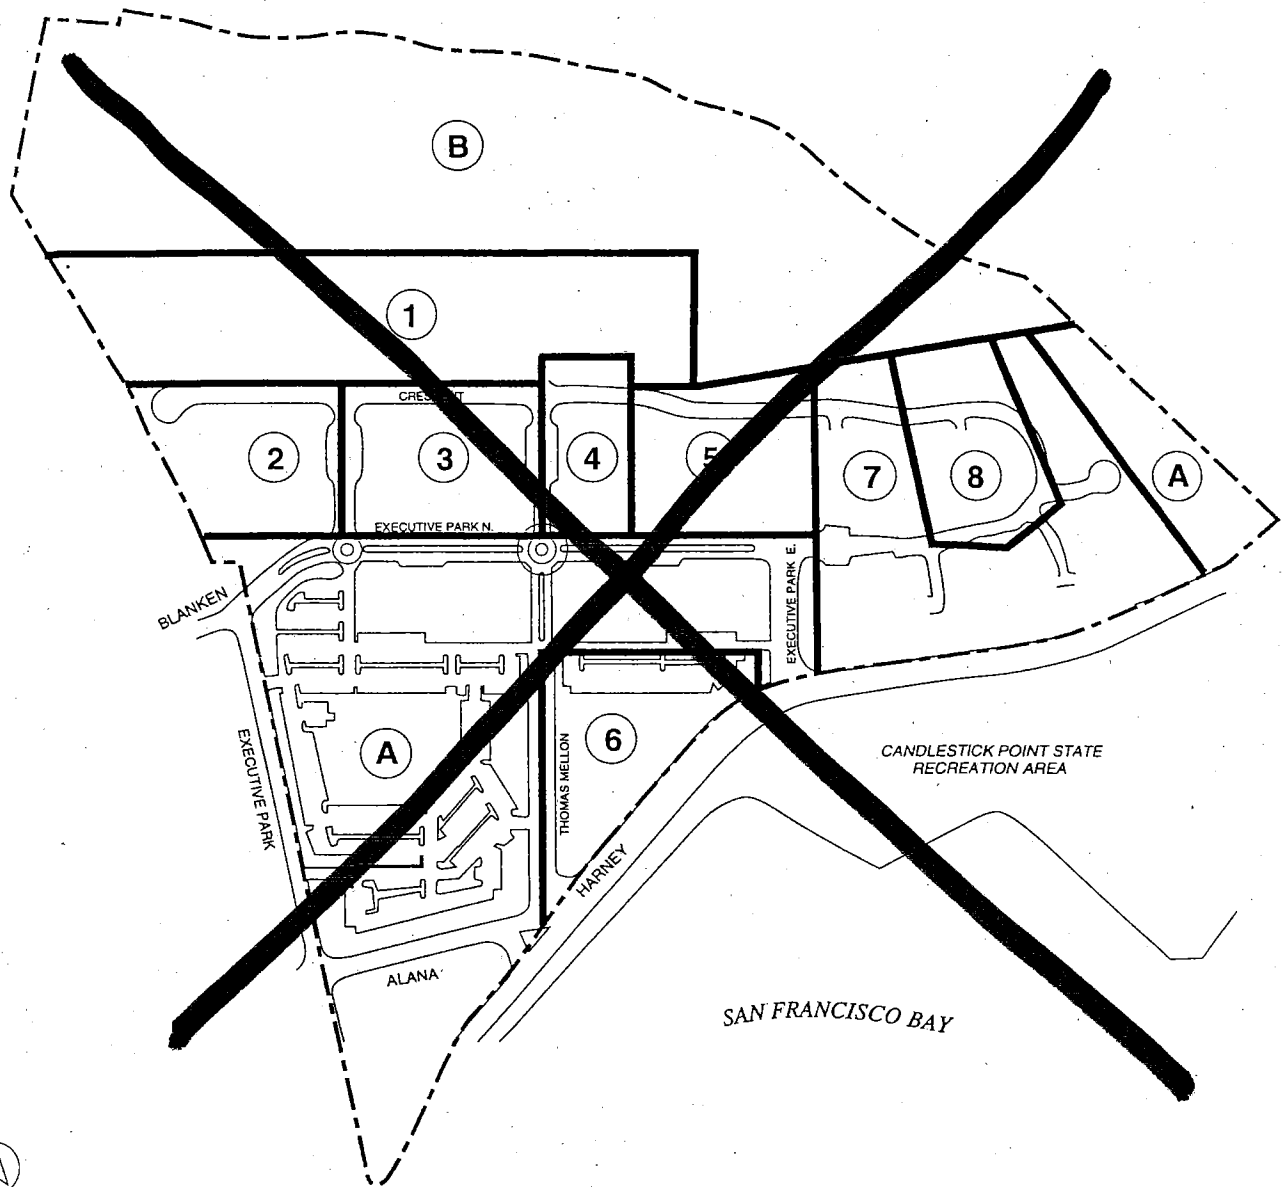 B
1
CRESCENT
2
3
4
5
7
8
A
EXECUTIVE PARK N.
BLANKEN
EXECUTIVE PARK E.
EXECUTIVE PARK
A
THOMAS MELLON
6
CANDLESTICK POINT STATE
RECREATION AREA
HARNEY
ALANA
SAN FRANCISCO BAY